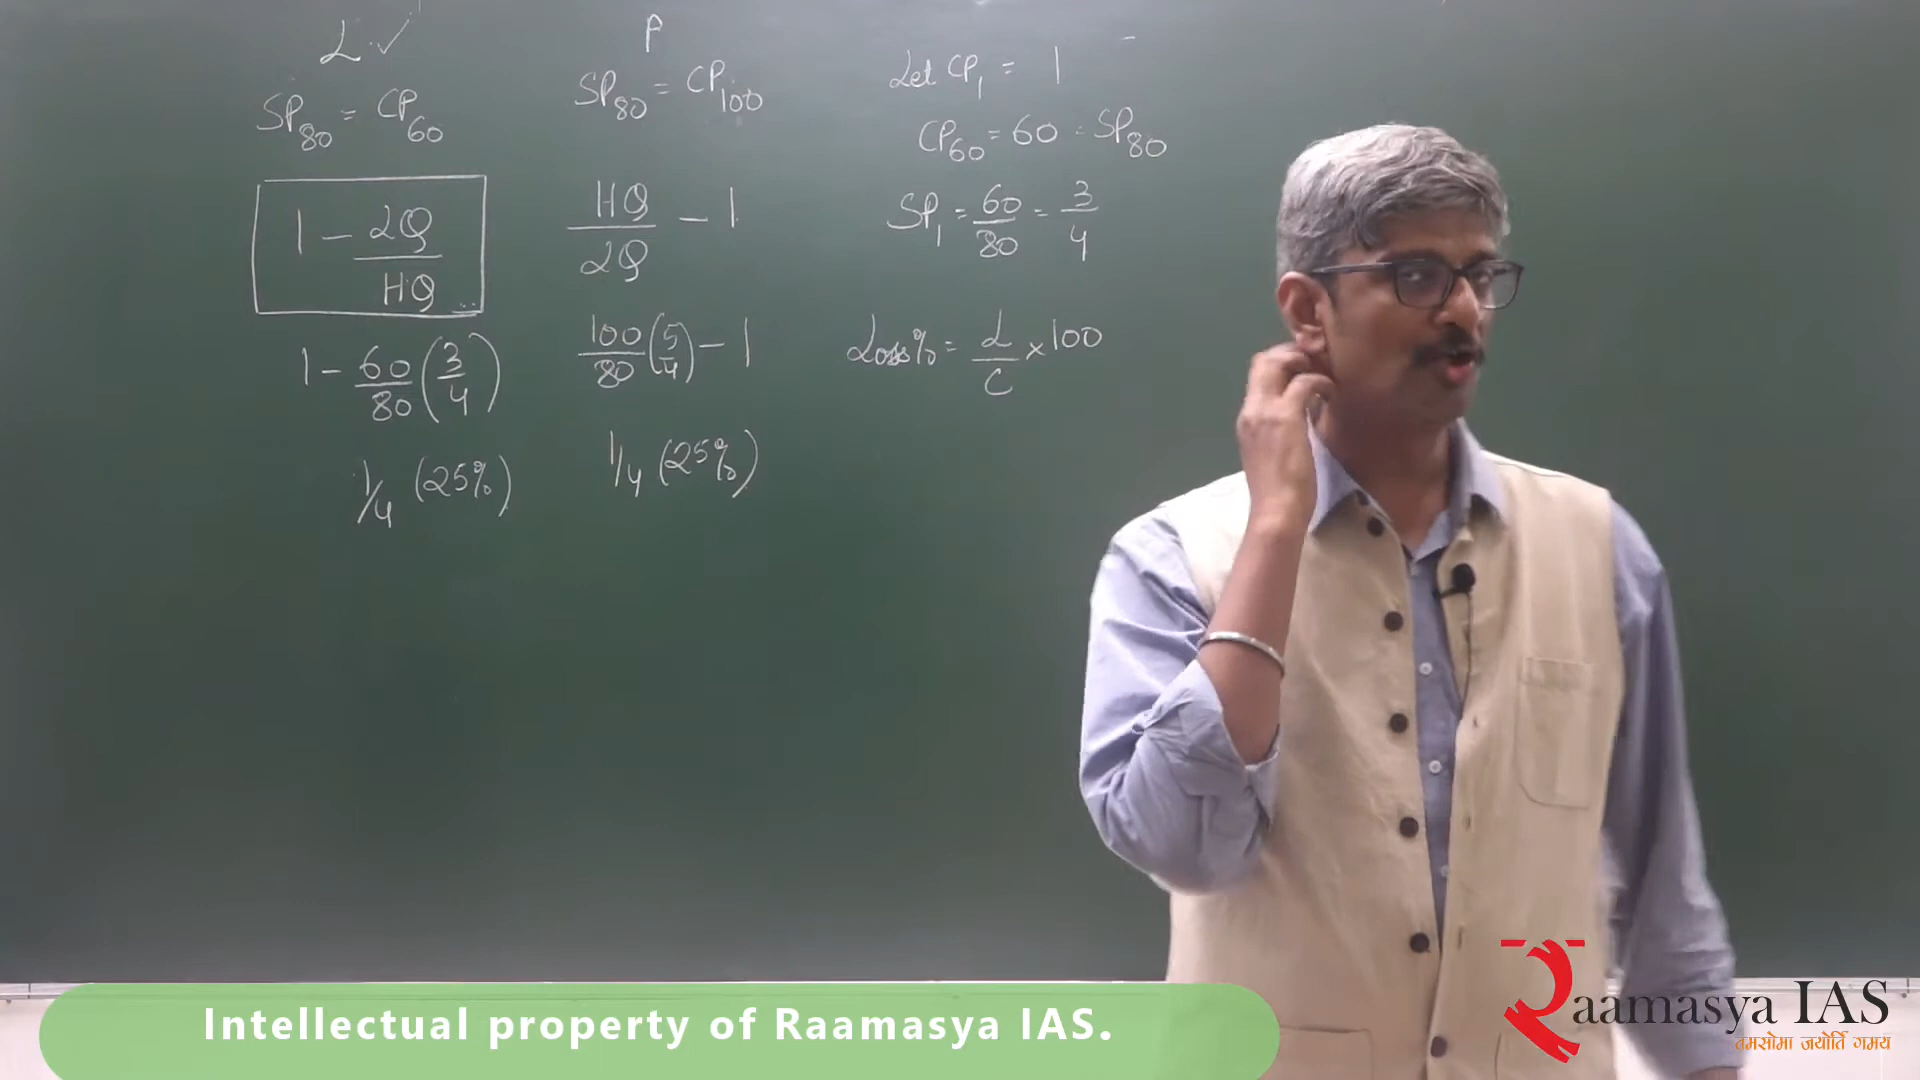 L ✓
SP80 = CP60
1 - LQ/HQ
1 - 60/80 (3/4)
1/4 (25%)
P
SP80 = CP100
HQ/LQ - 1
100/80 (5/4) - 1
1/4 (25%)
Let CP1 = 1
CP60 = 60 = SP80
SP1 = 60/80 = 3/4
Loss% = L/C × 100
Intellectual property of Raamasya IAS.
Raamasya IAS
तमसोमा जयोर्ति गमय